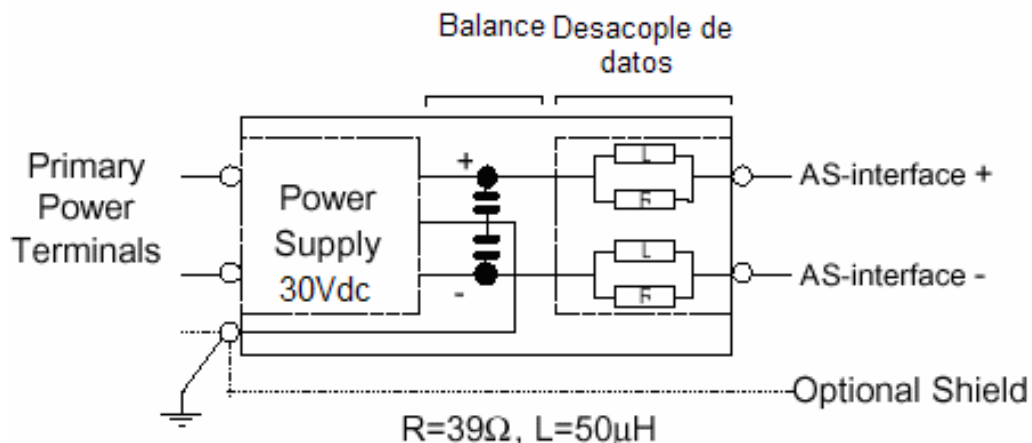 Balance
Desacople de
datos
Primary
Power
Terminals
Power
Supply
30Vdc
+
-
L
R
L
R
AS-interface +
AS-interface -
Optional Shield
R=39Ω, L=50µH